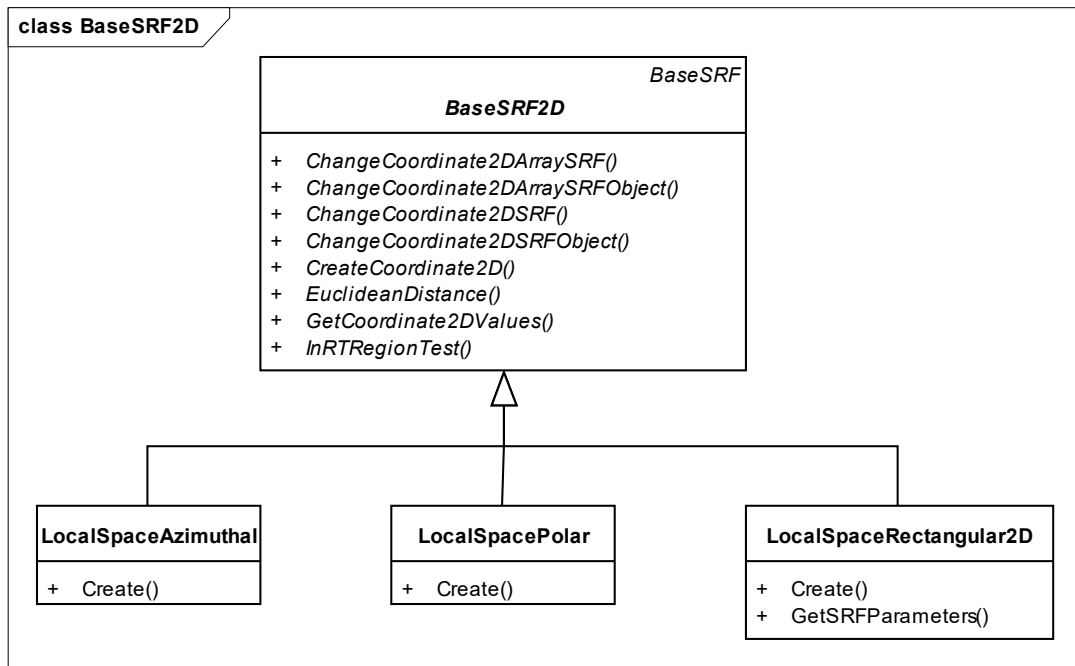 class BaseSRF2D
BaseSRF
BaseSRF2D
+ ChangeCoordinate2DArraySRF()
+ ChangeCoordinate2DArraySRFObject()
+ ChangeCoordinate2DSRF()
+ ChangeCoordinate2DSRFObject()
+ CreateCoordinate2D()
+ EuclideanDistance()
+ GetCoordinate2DValues()
+ InRTRegionTest()
LocalSpaceAzimuthal
+ Create()
LocalSpacePolar
+ Create()
LocalSpaceRectangular2D
+ Create()
+ GetSRFParameters()